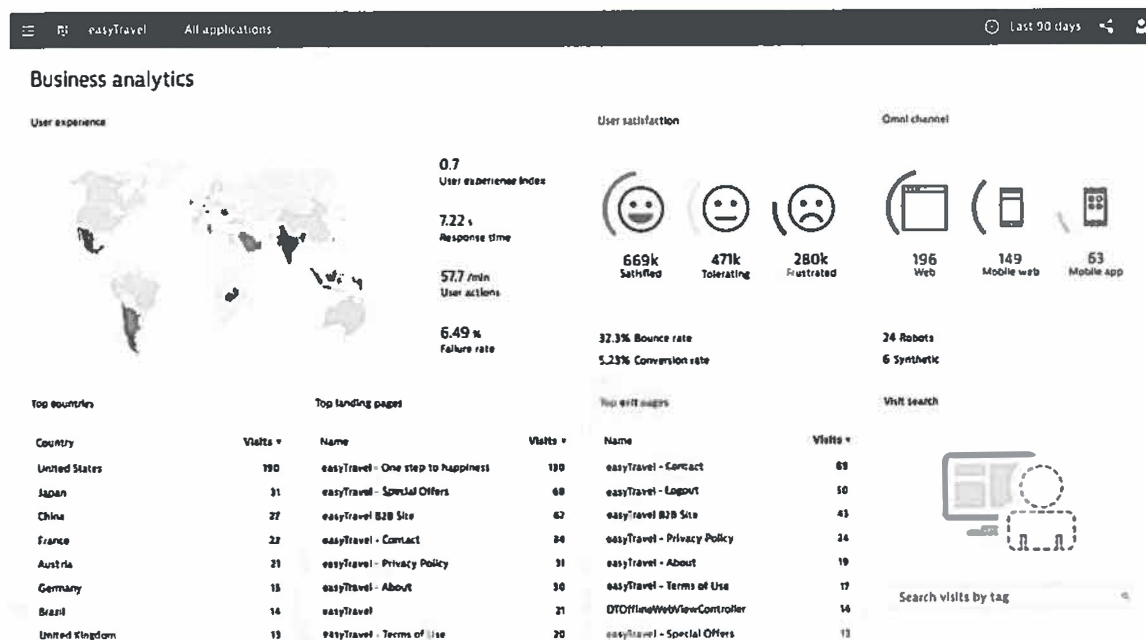 easyTravel All applications Last 90 days
Business analytics
User experience
0.7
User experience index
7.22 s
Response time
57.7 /min
User actions
6.49 %
Failure rate
User satisfaction
669k
Satisfied
471k
Tolerating
280k
Frustrated
32.3% Bounce rate
5.23% Conversion rate
Omni channel
196
Web
149
Mobile web
63
Mobile app
24 Robots
6 Synthetic
Top countries
Country Visits
United States 190
Japan 31
China 27
France 22
Austria 21
Germany 15
Brazil 14
United Kingdom 13
Top landing pages
Name Visits
easyTravel - One step to happiness 130
easyTravel - Special Offers 68
easyTravel B2B Site 62
easyTravel - Contact 34
easyTravel - Privacy Policy 31
easyTravel - About 30
easyTravel 21
easyTravel - Terms of Use 20
Top exit pages
Name Visits
easyTravel - Contact 69
easyTravel - Logout 50
easyTravel B2B Site 43
easyTravel - Privacy Policy 24
easyTravel - About 19
easyTravel - Terms of Use 17
DTOfflineWebViewController 14
easyTravel - Special Offers 13
Visit search
Search visits by tag